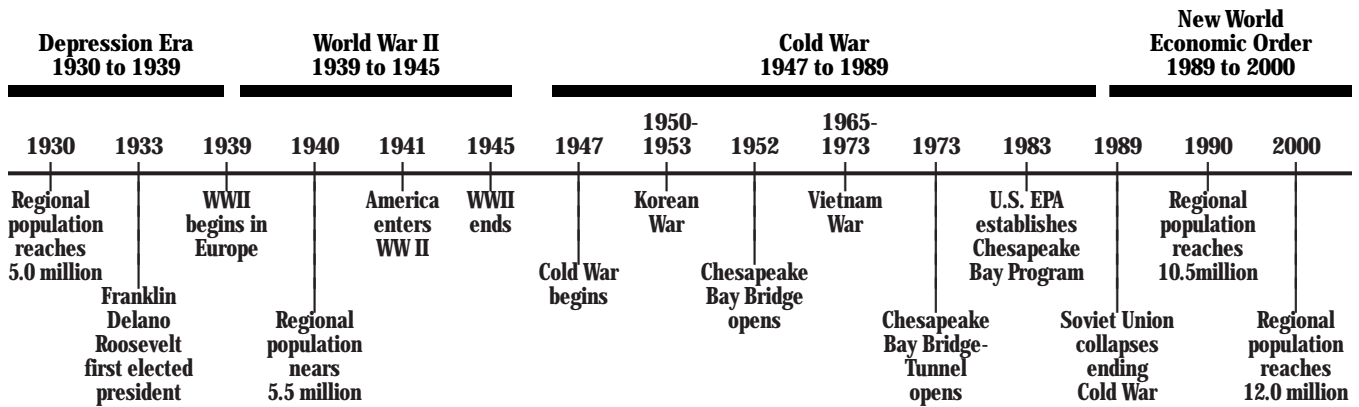 Depression Era
1930 to 1939
World War II
1939 to 1945
Cold War
1947 to 1989
New World
Economic Order
1989 to 2000
1930
1933
1939
1940
1941
1945
1947
1950-
1953
1952
1965-
1973
1973
1983
1989
1990
2000
Regional
population
reaches
5.0 million
Franklin
Delano
Roosevelt
first elected
president
WWII
begins in
Europe
Regional
population
nears
5.5 million
America
enters
WW II
WWII
ends
Cold War
begins
Korean
War
Chesapeake
Bay Bridge
opens
Vietnam
War
Chesapeake
Bay Bridge-
Tunnel
opens
U.S. EPA
establishes
Chesapeake
Bay Program
Soviet Union
collapses
ending
Cold War
Regional
population
reaches
10.5million
Regional
population
reaches
12.0 million